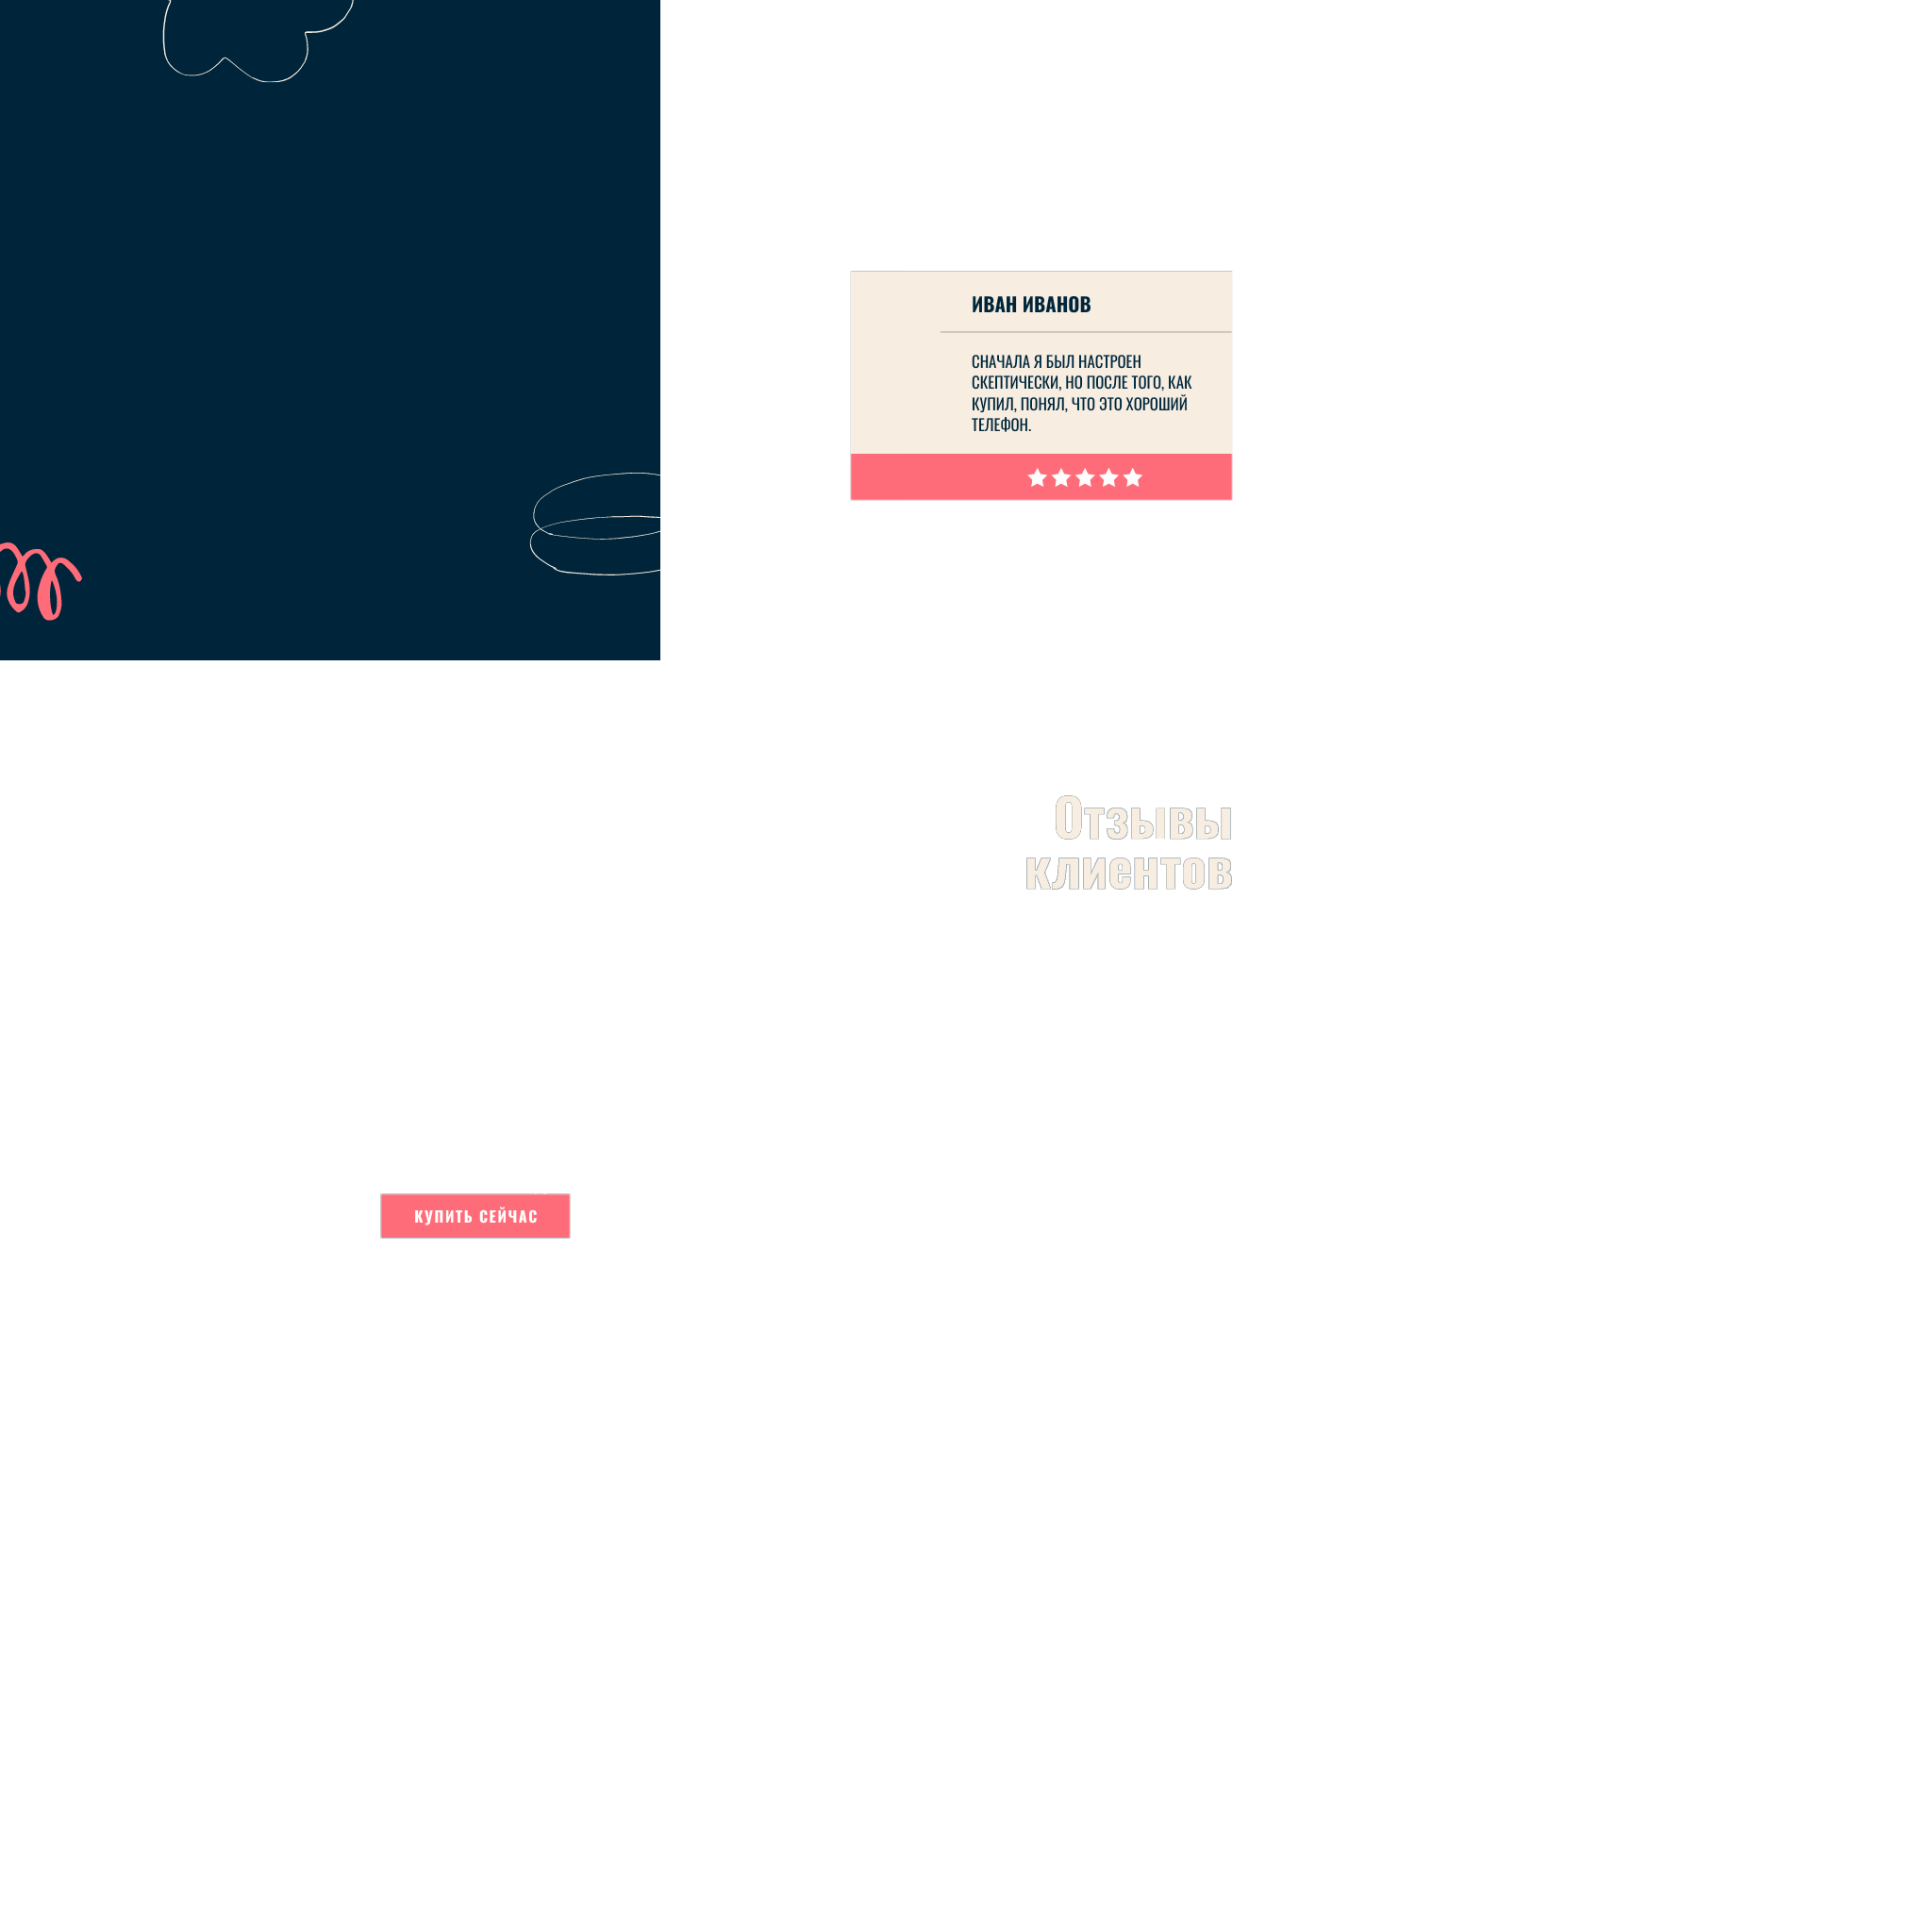 ИВАН ИВАНОВ
СНАЧАЛА Я БЫЛ НАСТРОЕН
СКЕПТИЧЕСКИ, НО ПОСЛЕ ТОГО, КАК
КУПИЛ, ПОНЯЛ, ЧТО ЭТО ХОРОШИЙ
ТЕЛЕФОН.
Отзывы
клиентов
КУПИТЬ СЕЙЧАС